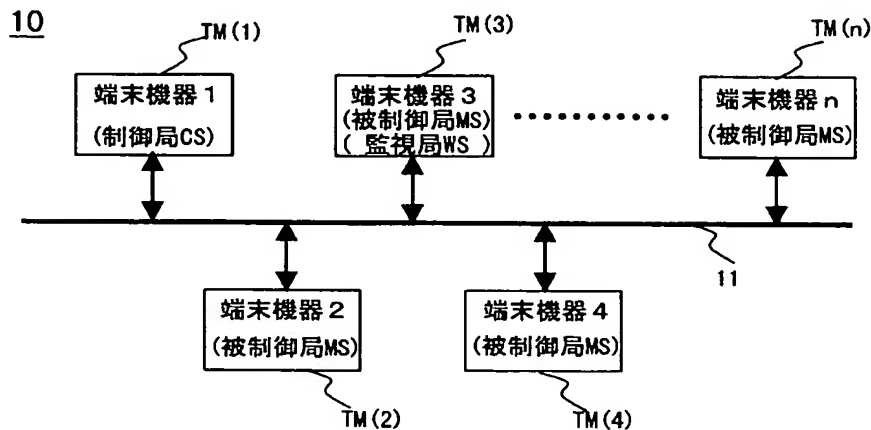 10
TM(1)
TM(3)
TM(n)
端末機器1
(制御局CS)
端末機器3
(被制御局MS)
(監視局WS)
端末機器n
(被制御局MS)
11
端末機器2
(被制御局MS)
端末機器4
(被制御局MS)
TM(2)
TM(4)